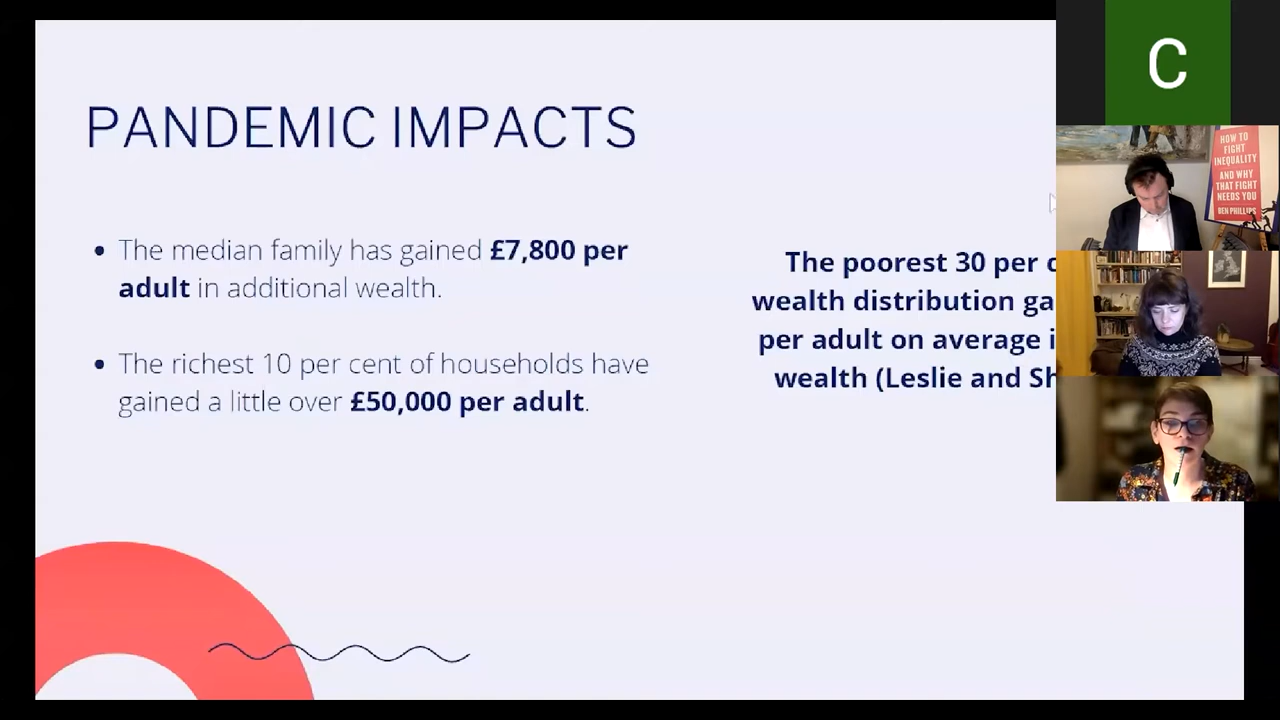 PANDEMIC IMPACTS
The median family has gained £7,800 per
adult in additional wealth.
The richest 10 per cent of households have
gained a little over £50,000 per adult.
The poorest 30 per
wealth distribution
per adult on average
wealth (Leslie and
C
HOW TO
FIGHT
INEQUALITY
AND WHY
THAT FIGHT
NEEDS YOU
BEN PHILLIPS